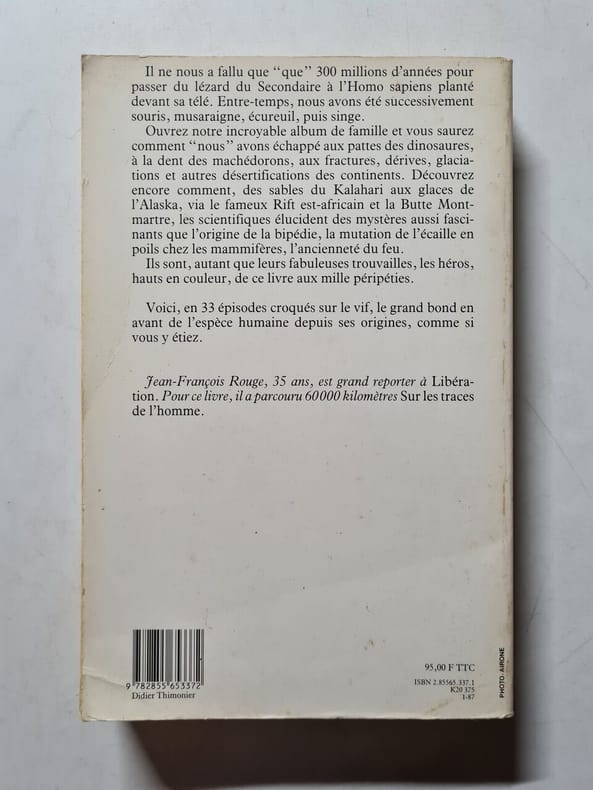 Il ne nous a fallu que “que” 300 millions d’années pour
passer du lézard du Secondaire à l’Homo sapiens planté
devant sa télé. Entre-temps, nous avons été successivement
souris, musaraigne, écureuil, puis singe.
Ouvrez notre incroyable album de famille et vous saurez
comment “nous” avons échappé aux pattes des dinosaures,
à la dent des machédorons, aux fractures, dérives, glacia-
tions et autres désertifications des continents. Découvrez
encore comment, des sables du Kalahari aux glaces de
l’Alaska, via le fameux Rift est-africain et la Butte Mont-
martre, les scientifiques élucident des mystères aussi fasci-
nants que l’origine de la bipédie, la mutation de l’écaille en
poils chez les mammifères, l’ancienneté du feu.
Ils sont, autant que leurs fabuleuses trouvailles, les héros,
hauts en couleur, de ce livre aux mille péripéties.
Voici, en 33 épisodes croqués sur le vif, le grand bond en
avant de l’espèce humaine depuis ses origines, comme si
vous y étiez.
Jean-François Rouge, 35 ans, est grand reporter à Libéra-
tion. Pour ce livre, il a parcouru 60000 kilomètres Sur les traces
de l’homme.
9 782855 653372
Didier Thimonier
95,00 F TTC
ISBN 2.85565.337.1
K20 375
1-87
PHOTO: AIRONE